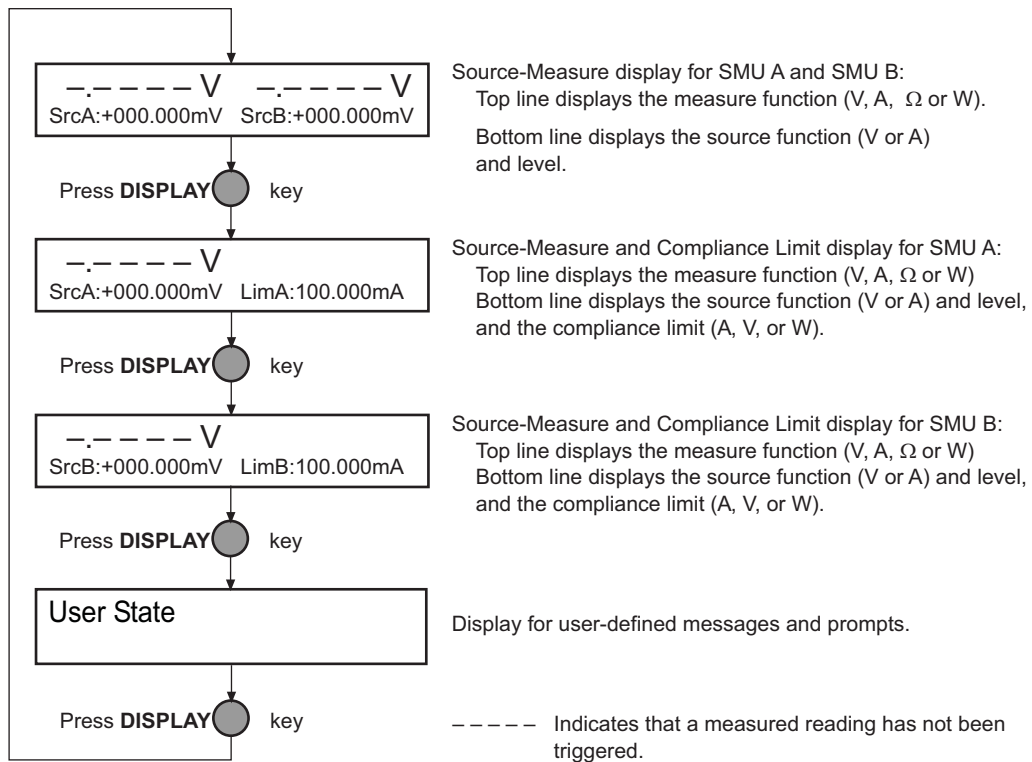 –.– – – – V –.– – – – V
SrcA:+000.000mV SrcB:+000.000mV
Source-Measure display for SMU A and SMU B:
Top line displays the measure function (V, A, Ω or W).
Bottom line displays the source function (V or A)
and level.
Press DISPLAY key
–.– – – – V
SrcA:+000.000mV LimA:100.000mA
Source-Measure and Compliance Limit display for SMU A:
Top line displays the measure function (V, A, Ω or W)
Bottom line displays the source function (V or A) and level,
and the compliance limit (A, V, or W).
Press DISPLAY key
–.– – – – V
SrcB:+000.000mV LimB:100.000mA
Source-Measure and Compliance Limit display for SMU B:
Top line displays the measure function (V, A, Ω or W)
Bottom line displays the source function (V or A) and level,
and the compliance limit (A, V, or W).
Press DISPLAY key
User State
Display for user-defined messages and prompts.
Press DISPLAY key
– – – – – Indicates that a measured reading has not been
triggered.